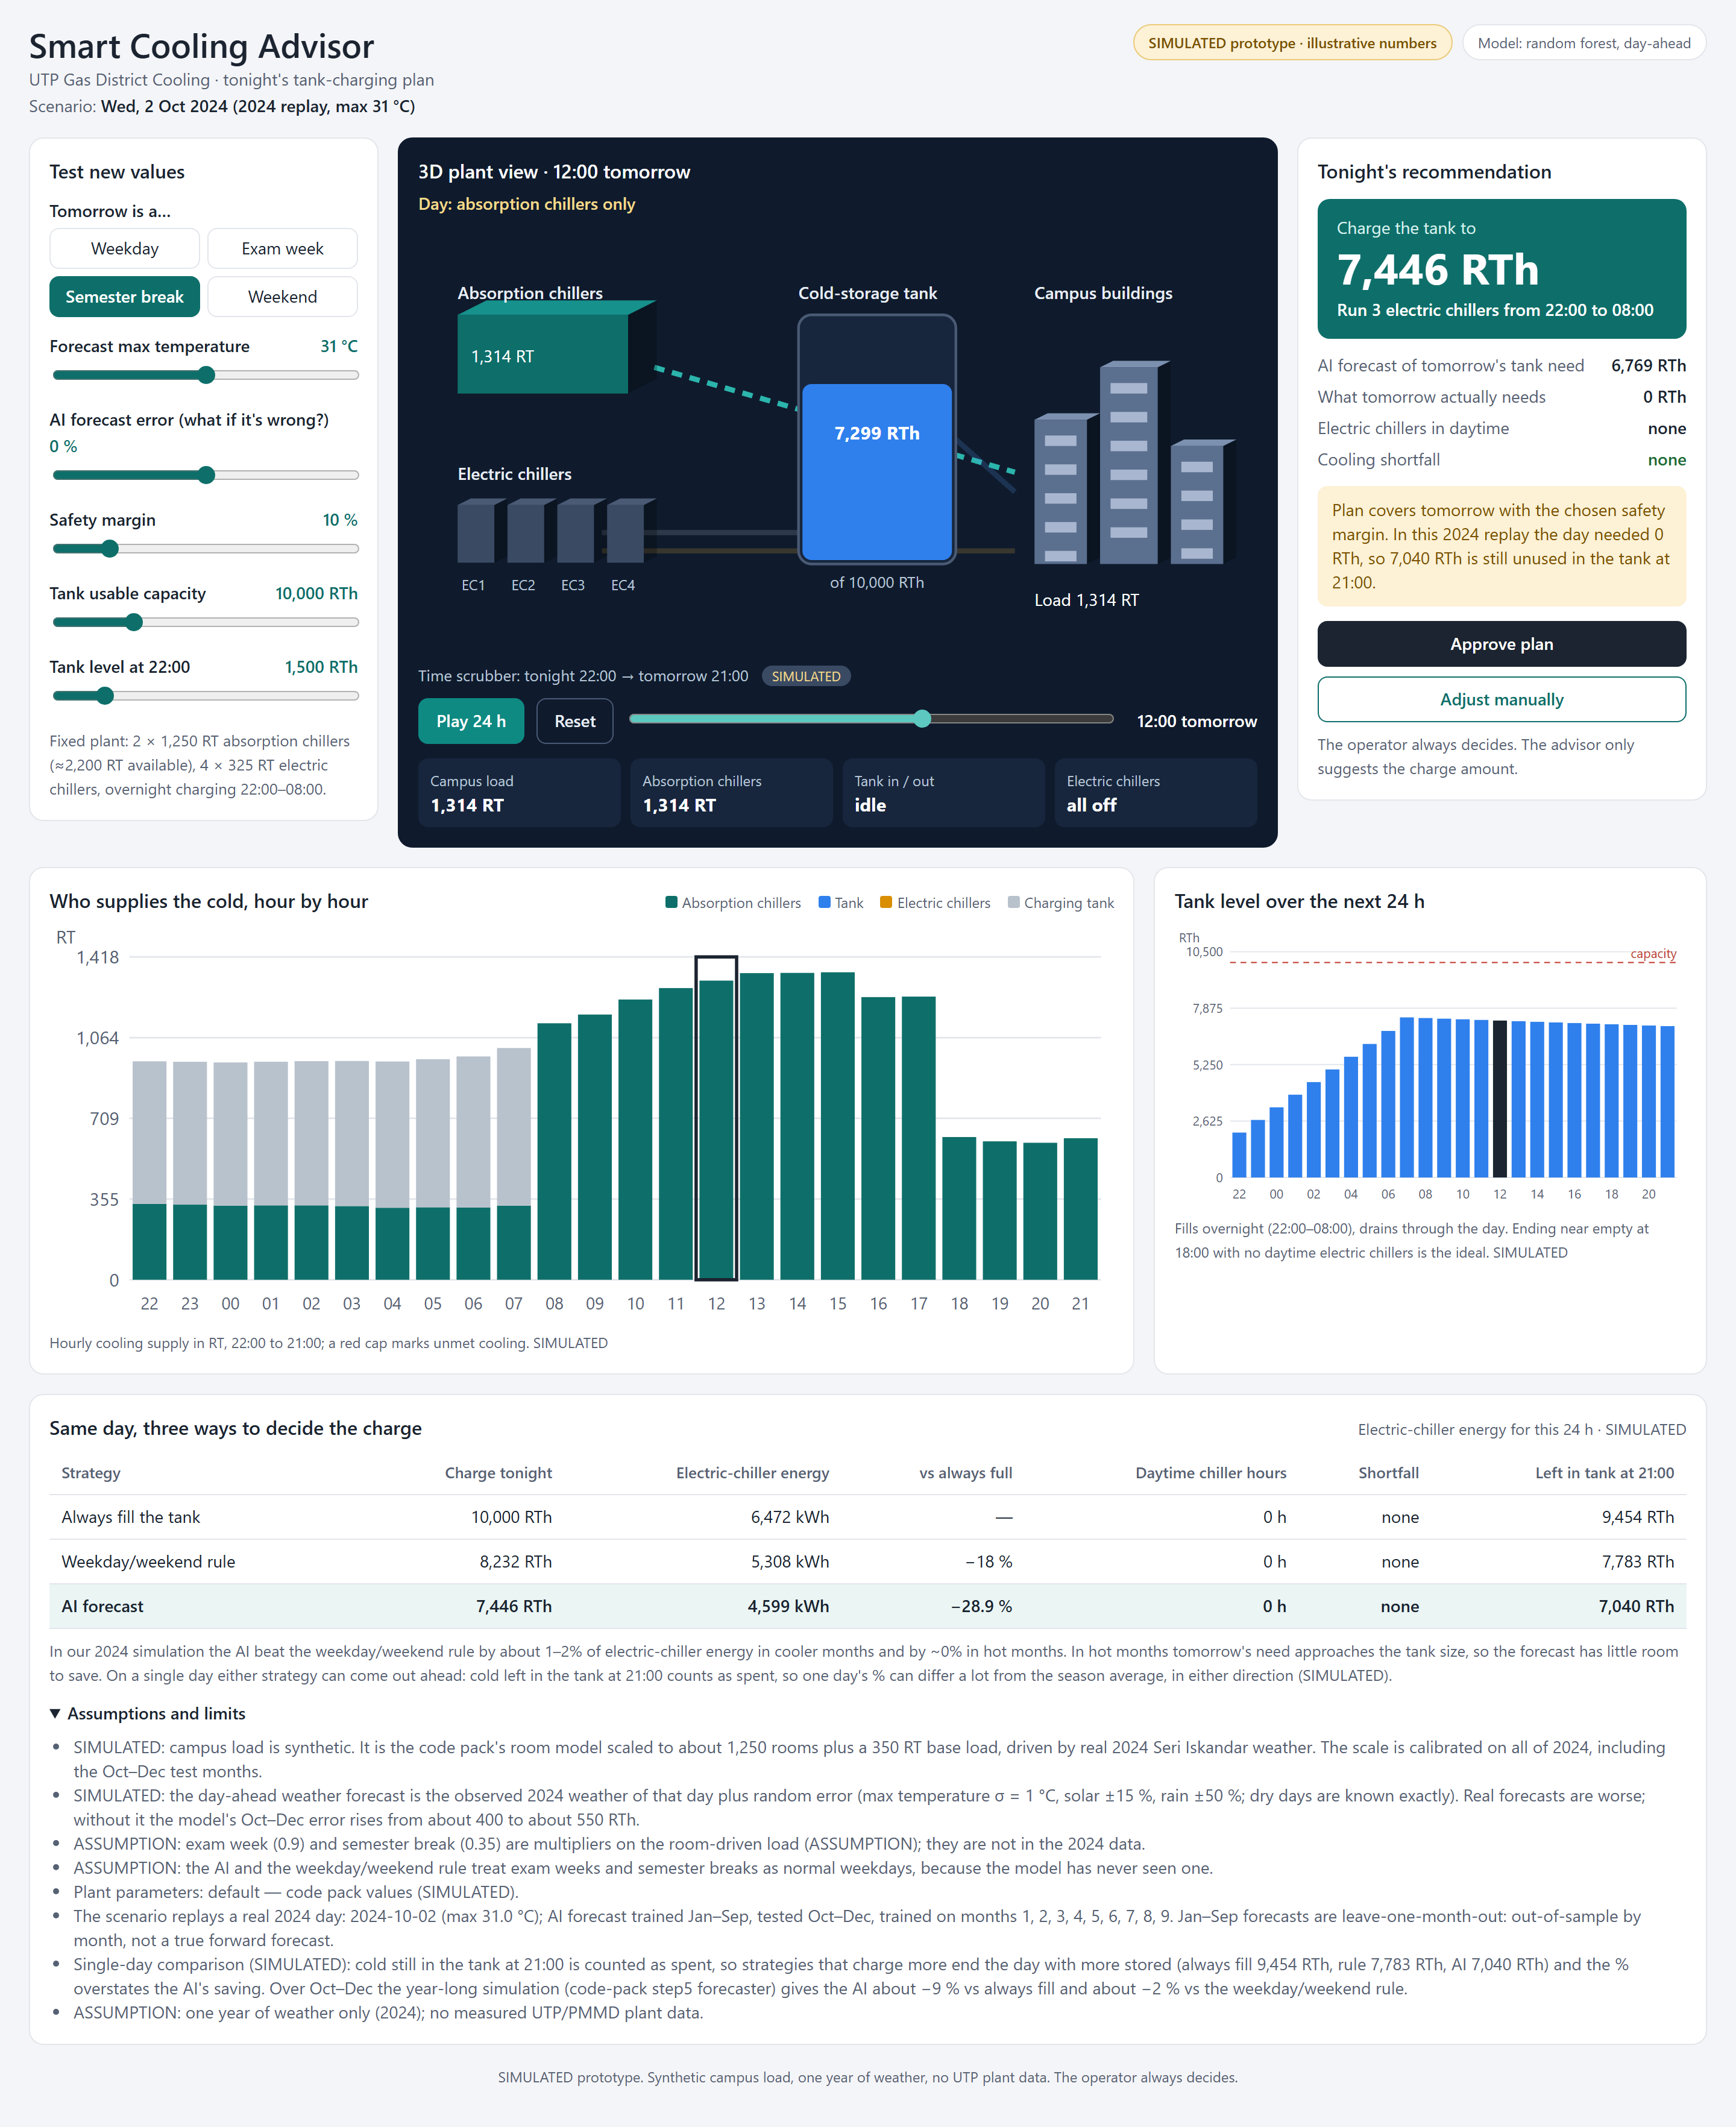 Smart Cooling Advisor
UTP Gas District Cooling · tonight's tank-charging plan
Scenario: Wed, 2 Oct 2024 (2024 replay, max 31 °C)
SIMULATED prototype · illustrative numbers
Model: random forest, day-ahead
Test new values
Tomorrow is a...
Weekday
Exam week
Semester break
Weekend
Forecast max temperature 31 °C
AI forecast error (what if it's wrong?)
0 %
Safety margin 10 %
Tank usable capacity 10,000 RTh
Tank level at 22:00 1,500 RTh
Fixed plant: 2 × 1,250 RT absorption chillers
(≈2,200 RT available), 4 × 325 RT electric
chillers, overnight charging 22:00–08:00.
3D plant view · 12:00 tomorrow
Day: absorption chillers only
Absorption chillers
1,314 RT
Cold-storage tank
Campus buildings
7,299 RTh
Electric chillers
EC1 EC2 EC3 EC4
of 10,000 RTh
Load 1,314 RT
Time scrubber: tonight 22:00 → tomorrow 21:00 SIMULATED
Play 24 h
Reset
12:00 tomorrow
Campus load
1,314 RT
Absorption chillers
1,314 RT
Tank in / out
idle
Electric chillers
all off
Tonight's recommendation
Charge the tank to
7,446 RTh
Run 3 electric chillers from 22:00 to 08:00
AI forecast of tomorrow's tank need 6,769 RTh
What tomorrow actually needs 0 RTh
Electric chillers in daytime none
Cooling shortfall none
Plan covers tomorrow with the chosen safety
margin. In this 2024 replay the day needed 0
RTh, so 7,040 RTh is still unused in the tank at
21:00.
Approve plan
Adjust manually
The operator always decides. The advisor only
suggests the charge amount.
Who supplies the cold, hour by hour
Absorption chillers Tank Electric chillers Charging tank
RT
1,418
1,064
709
355
0
22 23 00 01 02 03 04 05 06 07 08 09 10 11 12 13 14 15 16 17 18 19 20 21
Hourly cooling supply in RT, 22:00 to 21:00; a red cap marks unmet cooling. SIMULATED
Tank level over the next 24 h
RTh
10,500
capacity
7,875
5,250
2,625
0
22 00 02 04 06 08 10 12 14 16 18 20
Fills overnight (22:00–08:00), drains through the day. Ending near empty at
18:00 with no daytime electric chillers is the ideal. SIMULATED
Same day, three ways to decide the charge
Electric-chiller energy for this 24 h · SIMULATED
Strategy Charge tonight Electric-chiller energy vs always full Daytime chiller hours Shortfall Left in tank at 21:00
Always fill the tank 10,000 RTh 6,472 kWh — 0 h none 9,454 RTh
Weekday/weekend rule 8,232 RTh 5,308 kWh −18 % 0 h none 7,783 RTh
AI forecast 7,446 RTh 4,599 kWh −28.9 % 0 h none 7,040 RTh
In our 2024 simulation the AI beat the weekday/weekend rule by about 1–2% of electric-chiller energy in cooler months and by ~0% in hot months. In hot months tomorrow's need approaches the tank size, so the forecast has little room
to save. On a single day either strategy can come out ahead: cold left in the tank at 21:00 counts as spent, so one day's % can differ a lot from the season average, in either direction (SIMULATED).
▼ Assumptions and limits
• SIMULATED: campus load is synthetic. It is the code pack's room model scaled to about 1,250 rooms plus a 350 RT base load, driven by real 2024 Seri Iskandar weather. The scale is calibrated on all of 2024, including
the Oct–Dec test months.
• SIMULATED: the day-ahead weather forecast is the observed 2024 weather of that day plus random error (max temperature σ = 1 °C, solar ±15 %, rain ±50 %; dry days are known exactly). Real forecasts are worse;
without it the model's Oct–Dec error rises from about 400 to about 550 RTh.
• ASSUMPTION: exam week (0.9) and semester break (0.35) are multipliers on the room-driven load (ASSUMPTION); they are not in the 2024 data.
• ASSUMPTION: the AI and the weekday/weekend rule treat exam weeks and semester breaks as normal weekdays, because the model has never seen one.
• Plant parameters: default — code pack values (SIMULATED).
• The scenario replays a real 2024 day: 2024-10-02 (max 31.0 °C); AI forecast trained Jan–Sep, tested Oct–Dec, trained on months 1, 2, 3, 4, 5, 6, 7, 8, 9. Jan–Sep forecasts are leave-one-month-out: out-of-sample by
month, not a true forward forecast.
• Single-day comparison (SIMULATED): cold still in the tank at 21:00 is counted as spent, so strategies that charge more end the day with more stored (always fill 9,454 RTh, rule 7,783 RTh, AI 7,040 RTh) and the %
overstates the AI's saving. Over Oct–Dec the year-long simulation (code-pack step5 forecaster) gives the AI about −9 % vs always fill and about −2 % vs the weekday/weekend rule.
• ASSUMPTION: one year of weather only (2024); no measured UTP/PMMD plant data.
SIMULATED prototype. Synthetic campus load, one year of weather, no UTP plant data. The operator always decides.